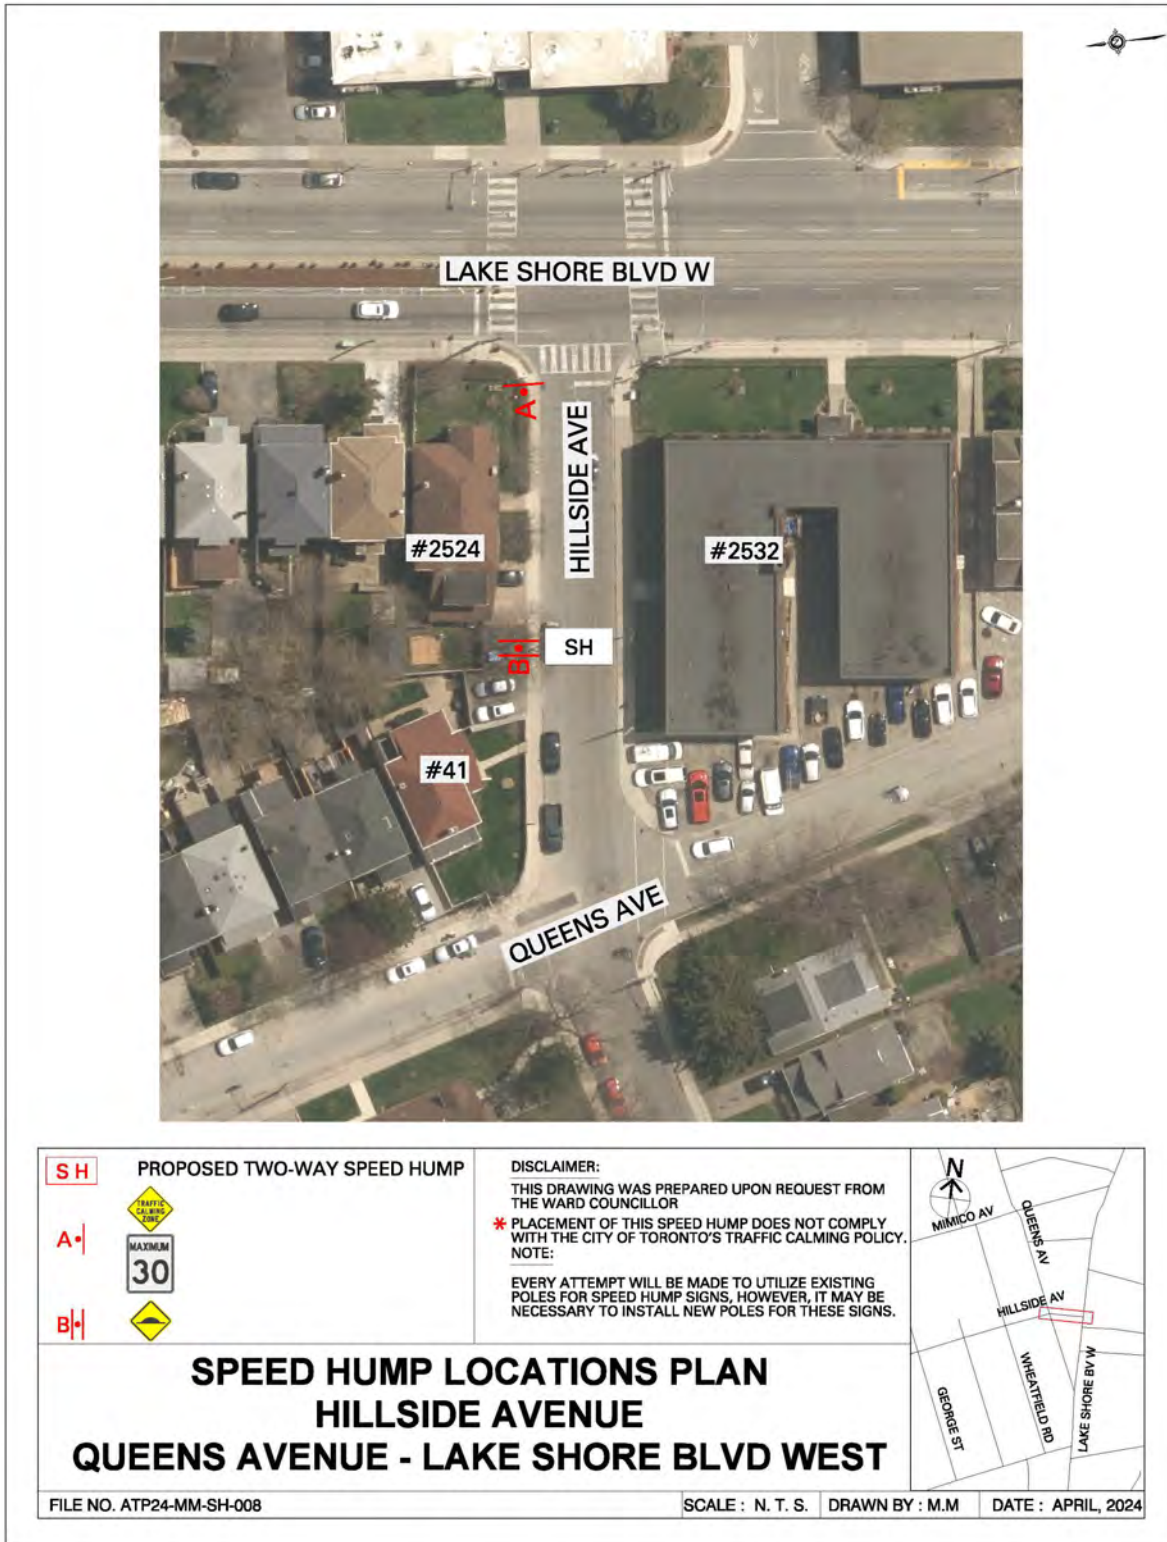 LAKE SHORE BLVD W
A
HILLSIDE AVE
#2524
#2532
B
SH
#41
QUEENS AVE
SH
PROPOSED TWO-WAY SPEED HUMP
A
TRAFFIC
CALMING
ZONE
MAXIMUM
30
B
DISCLAIMER:
THIS DRAWING WAS PREPARED UPON REQUEST FROM
THE WARD COUNCILLOR
* PLACEMENT OF THIS SPEED HUMP DOES NOT COMPLY
WITH THE CITY OF TORONTO'S TRAFFIC CALMING POLICY.
NOTE:
EVERY ATTEMPT WILL BE MADE TO UTILIZE EXISTING
POLES FOR SPEED HUMP SIGNS, HOWEVER, IT MAY BE
NECESSARY TO INSTALL NEW POLES FOR THESE SIGNS.
N
MIMICO AV
QUEENS AV
HILLSIDE AV
WHEATFIELD RD
GEORGE ST
LAKE SHORE BV W
SPEED HUMP LOCATIONS PLAN
HILLSIDE AVENUE
QUEENS AVENUE - LAKE SHORE BLVD WEST
FILE NO. ATP24-MM-SH-008
SCALE : N. T. S.
DRAWN BY : M.M
DATE : APRIL, 2024